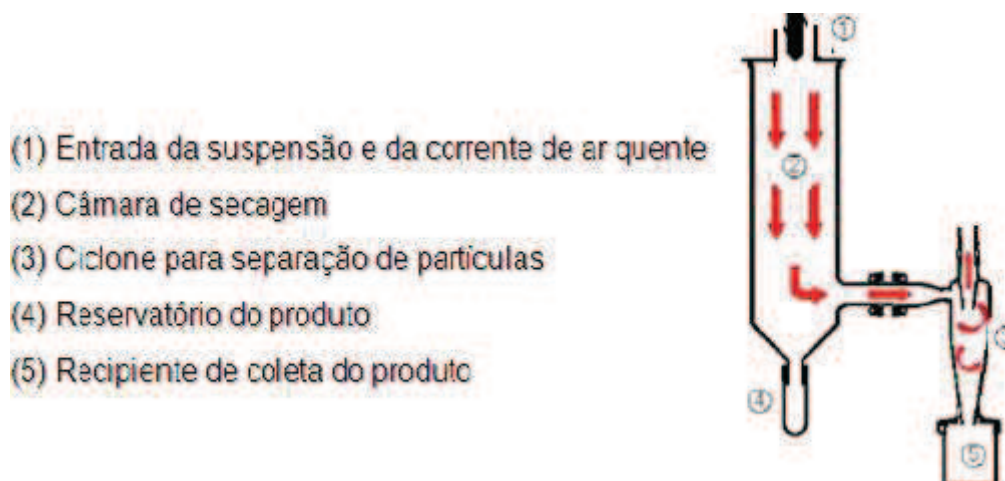 (1) Entrada da suspensão e da corrente de ar quente
(2) Câmara de secagem
(3) Ciclone para separação de partículas
(4) Reservatório do produto
(5) Recipiente de coleta do produto
①
②
④
⑤